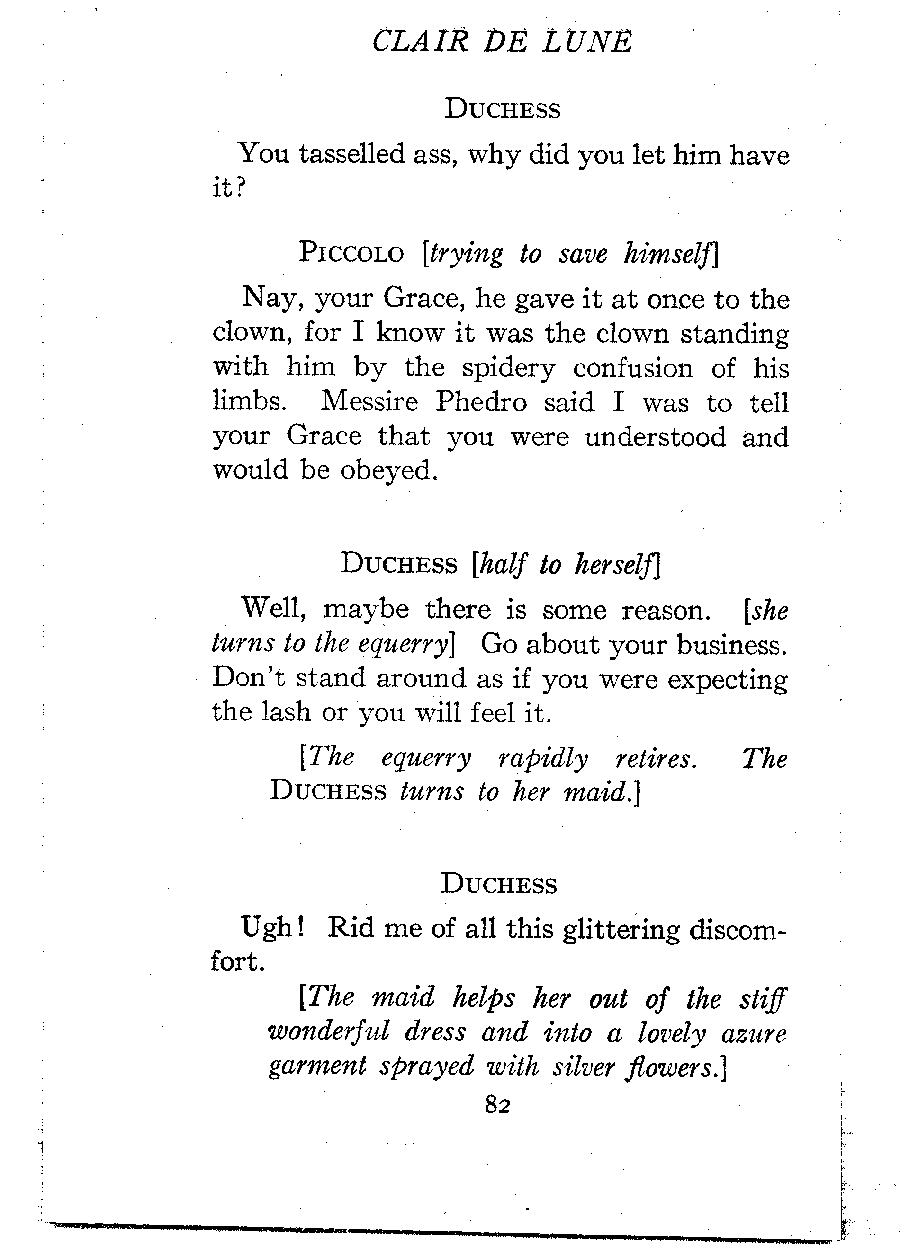 CLAIR DE LUNE
DUCHESS
You tasselled ass, why did you let him have
it?
PICCOLO [trying to save himself]
Nay, your Grace, he gave it at once to the
clown, for I know it was the clown standing
with him by the spidery confusion of his
limbs. Messire Phedro said I was to tell
your Grace that you were understood and
would be obeyed.
DUCHESS [half to herself]
Well, maybe there is some reason. [she
turns to the equerry] Go about your business.
Don't stand around as if you were expecting
the lash or you will feel it.
[The equerry rapidly retires. The
DUCHESS turns to her maid.]
DUCHESS
Ugh! Rid me of all this glittering discom-
fort.
[The maid helps her out of the stiff
wonderful dress and into a lovely azure
garment sprayed with silver flowers.]
82